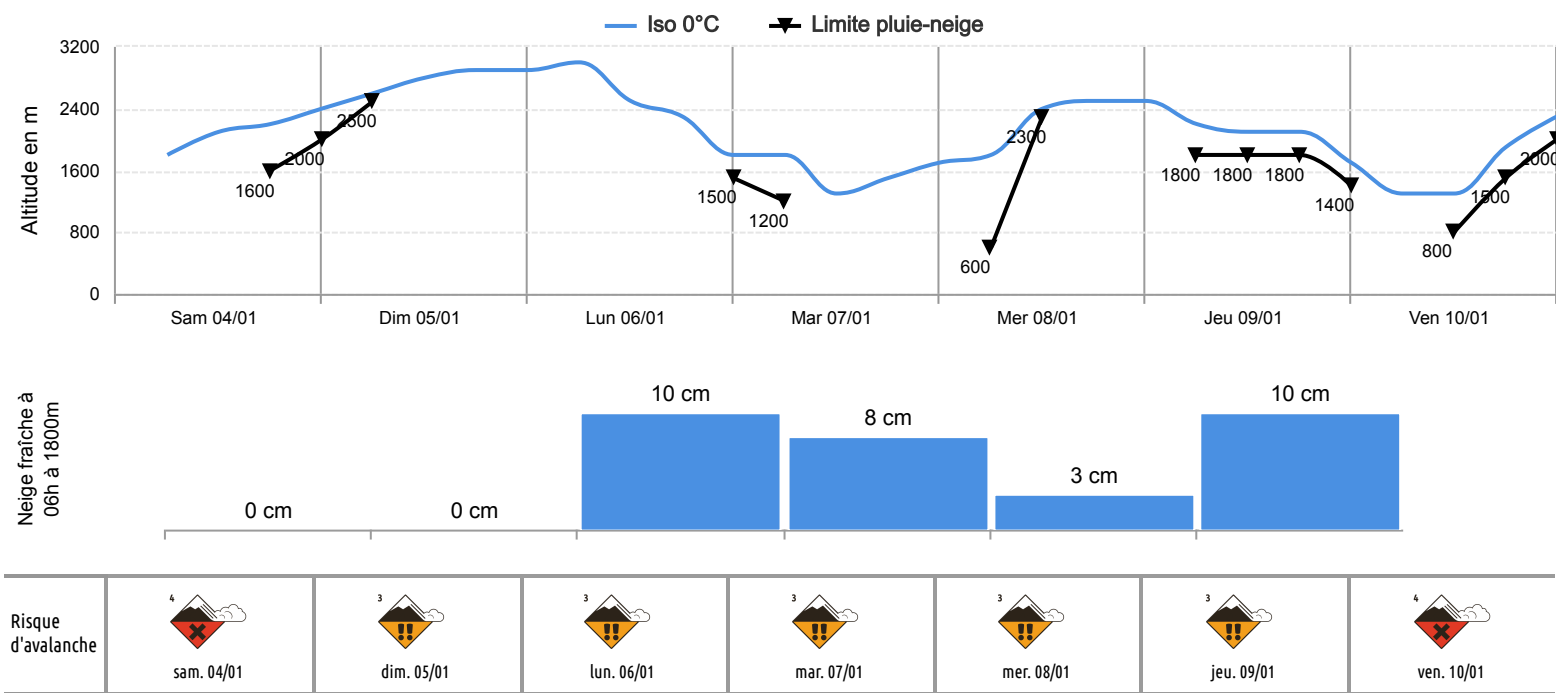 Iso 0°C Limite pluie-neige
Altitude en m
3200
2400
1600
800
0
1600
2000
2500
1500
1200
600
2300
1800
1800
1800
1400
800
1500
2000
Sam 04/01 Dim 05/01 Lun 06/01 Mar 07/01 Mer 08/01 Jeu 09/01 Ven 10/01
Neige fraîche à
06h à 1800m
0 cm
0 cm
10 cm
8 cm
3 cm
10 cm
Risque
d'avalanche
4 3 3 3 3 3 4
sam. 04/01 dim. 05/01 lun. 06/01 mar. 07/01 mer. 08/01 jeu. 09/01 ven. 10/01